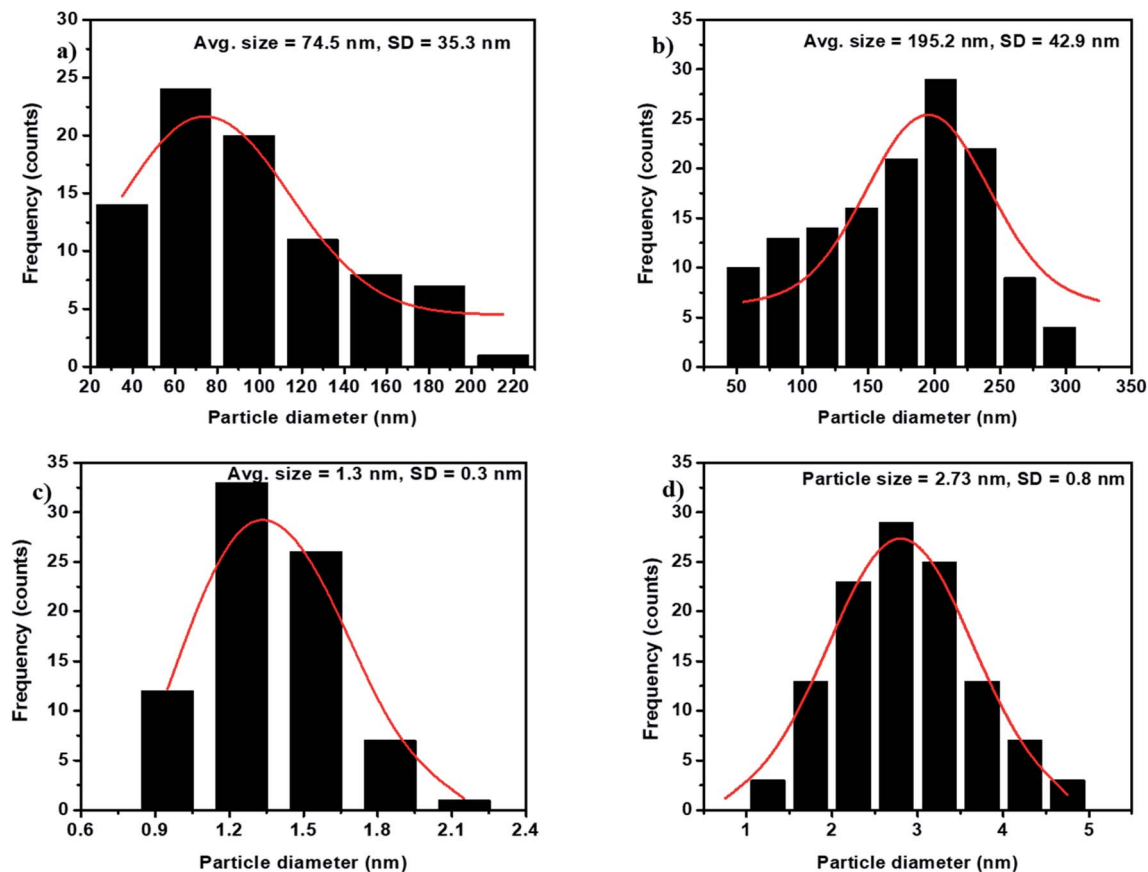 a)
Avg. size = 74.5 nm, SD = 35.3 nm
Frequency (counts)
30
25
20
15
10
5
0
20 40 60 80 100 120 140 160 180 200 220
Particle diameter (nm)
b)
Avg. size = 195.2 nm, SD = 42.9 nm
Frequency (counts)
35
30
25
20
15
10
5
0
50 100 150 200 250 300 350
Particle diameter (nm)
c)
Avg. size = 1.3 nm, SD = 0.3 nm
Frequency (counts)
35
30
25
20
15
10
5
0
0.6 0.9 1.2 1.5 1.8 2.1 2.4
Particle diameter (nm)
d)
Particle size = 2.73 nm, SD = 0.8 nm
Frequency (counts)
35
30
25
20
15
10
5
0
1 2 3 4 5
Particle diameter (nm)